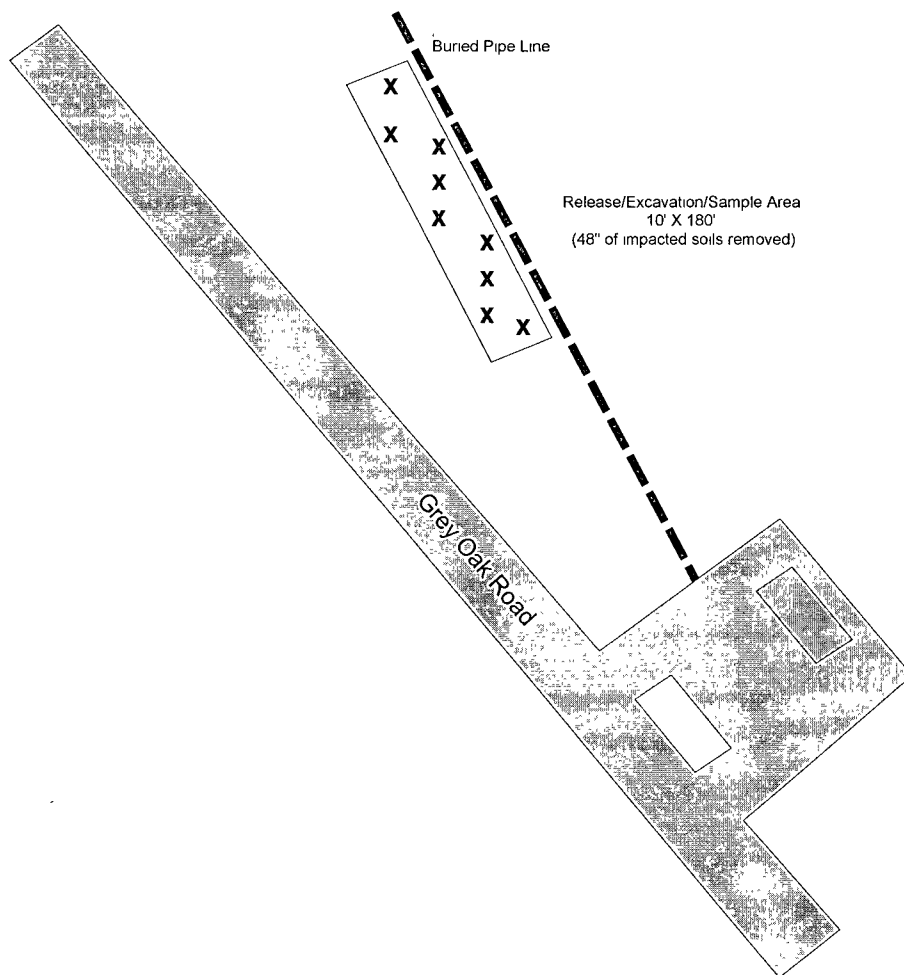 Buried Pipe Line
X
X
X
X
X
X
X
X
X
Release/Excavation/Sample Area
10' X 180'
(48" of impacted soils removed)
Grey Oak Road